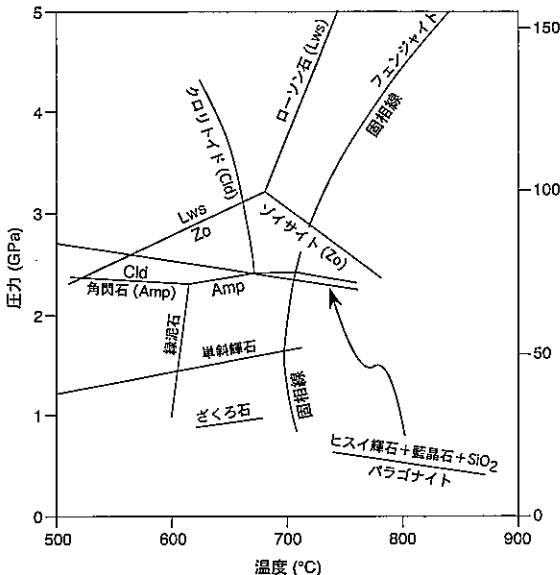 5
4
3
2
1
0
圧力 (GPa)
150
100
50
0
500
600
700
800
900
温度 (°C)
クロリトイド (Cld)
ローソン石 (Lws)
フェンジャイト
固相線
Lws
Zo
ゾイサイト (Zo)
Cld
角閃石 (Amp)
Amp
緑泥石
単斜輝石
ざくろ石
固相線
ヒスイ輝石+藍晶石+SiO2
パラゴナイト